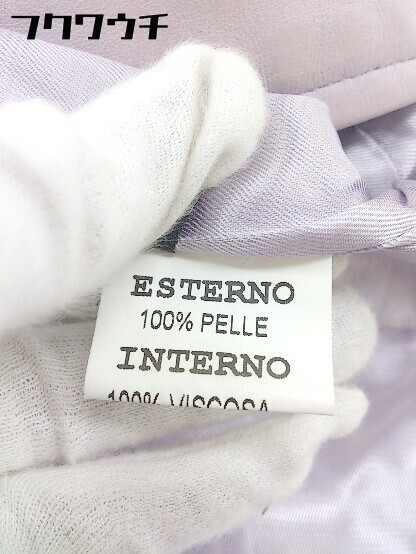 フクワウチ
ESTERNO
100% PELLE
INTERNO
100% VISCOSA